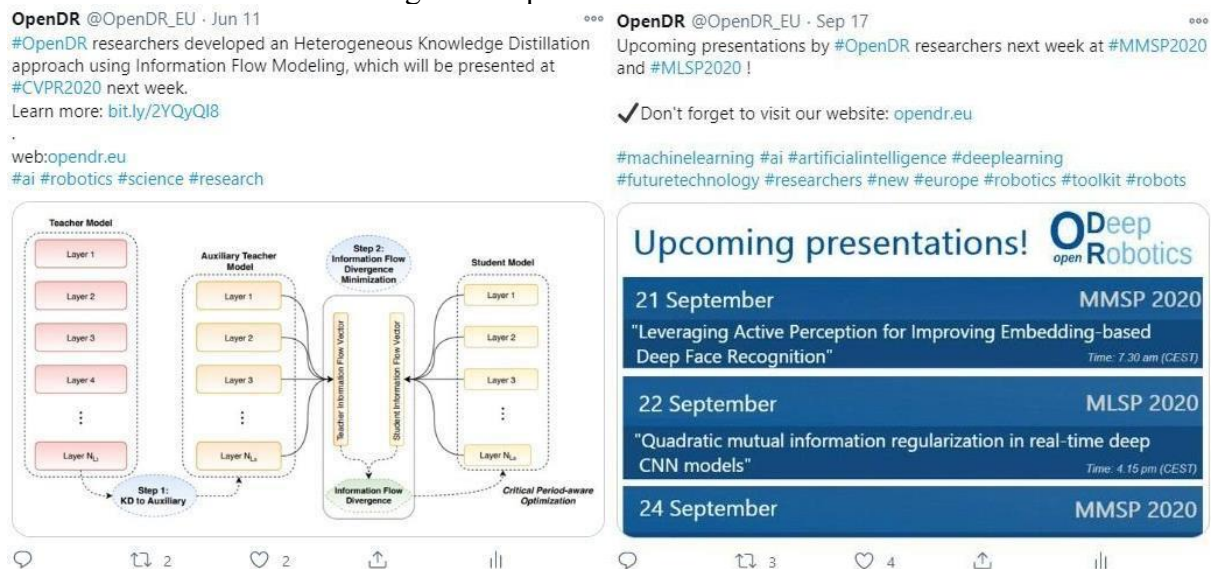 OpenDR @OpenDR_EU · Jun 11
#OpenDR researchers developed an Heterogeneous Knowledge Distillation
approach using Information Flow Modeling, which will be presented at
#CVPR2020 next week.
Learn more: bit.ly/2YQyQI8
.
web:opendr.eu
#ai #robotics #science #research
Teacher Model
Layer 1
Layer 2
Layer 3
Layer 4
Layer N
Step 1:
KD to Auxiliary
Auxiliary Teacher
Model
Layer 1
Layer 2
Layer 3
Layer N
Step 2:
Information Flow
Divergence
Minimization
Teacher Information Flow Vector
Student Information Flow Vector
Information Flow
Divergence
Student Model
Layer 1
Layer 2
Layer 3
Layer N
Critical Period-aware
Optimization
2
2
OpenDR @OpenDR_EU · Sep 17
Upcoming presentations by #OpenDR researchers next week at #MMSP2020
and #MLSP2020 !
✓Don't forget to visit our website: opendr.eu
#machinelearning #ai #artificialintelligence #deeplearning
#futuretechnology #researchers #new #europe #robotics #toolkit #robots
Upcoming presentations!
Open Deep Robotics
21 September MMSP 2020
"Leveraging Active Perception for Improving Embedding-based
Deep Face Recognition" Time: 7.30 am (CEST)
22 September MLSP 2020
"Quadratic mutual information regularization in real-time deep
CNN models" Time: 4.15 pm (CEST)
24 September MMSP 2020
3
4